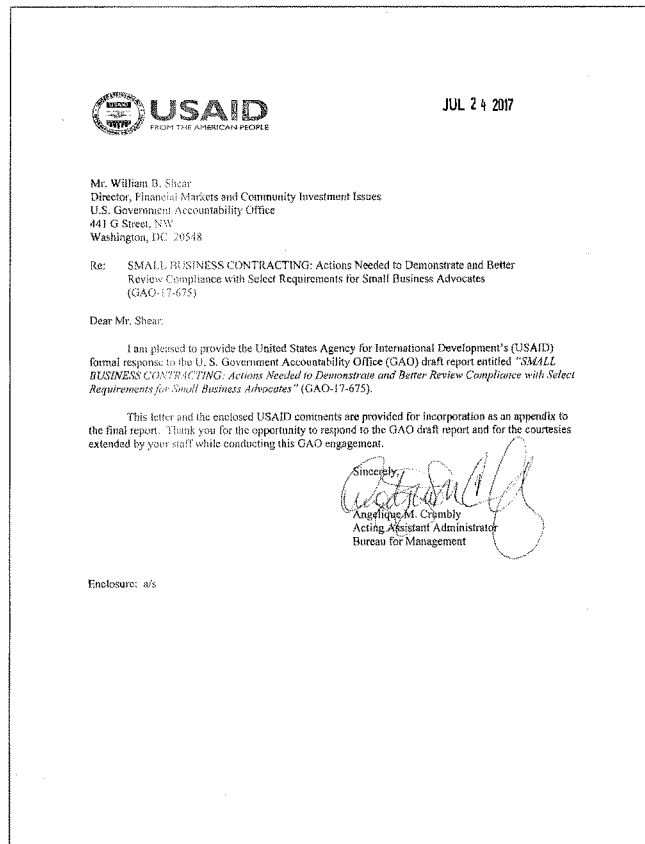 USAID
FROM THE AMERICAN PEOPLE
JUL 24 2017
Mr. William B. Shear
Director, Financial Markets and Community Investment Issues
U.S. Government Accountability Office
441 G Street, NW
Washington, DC 20548
Re: SMALL BUSINESS CONTRACTING: Actions Needed to Demonstrate and Better
Review Compliance with Select Requirements for Small Business Advocates
(GAO-17-675)
Dear Mr. Shear:
I am pleased to provide the United States Agency for International Development's (USAID)
formal response to the U. S. Government Accountability Office (GAO) draft report entitled "SMALL
BUSINESS CONTRACTING: Actions Needed to Demonstrate and Better Review Compliance with Select
Requirements for Small Business Advocates" (GAO-17-675).
This letter and the enclosed USAID comments are provided for incorporation as an appendix to
the final report. Thank you for the opportunity to respond to the GAO draft report and for the courtesies
extended by your staff while conducting this GAO engagement.
Sincerely,
Angelique M. Crumbly
Acting Assistant Administrator
Bureau for Management
Enclosure: a/s